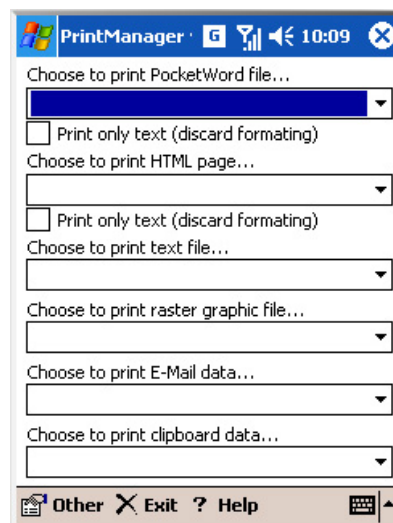 PrintManager G 10:09
Choose to print PocketWord file...
Print only text (discard formating)
Choose to print HTML page...
Print only text (discard formating)
Choose to print text file...
Choose to print raster graphic file...
Choose to print E-Mail data...
Choose to print clipboard data...
Other Exit ? Help